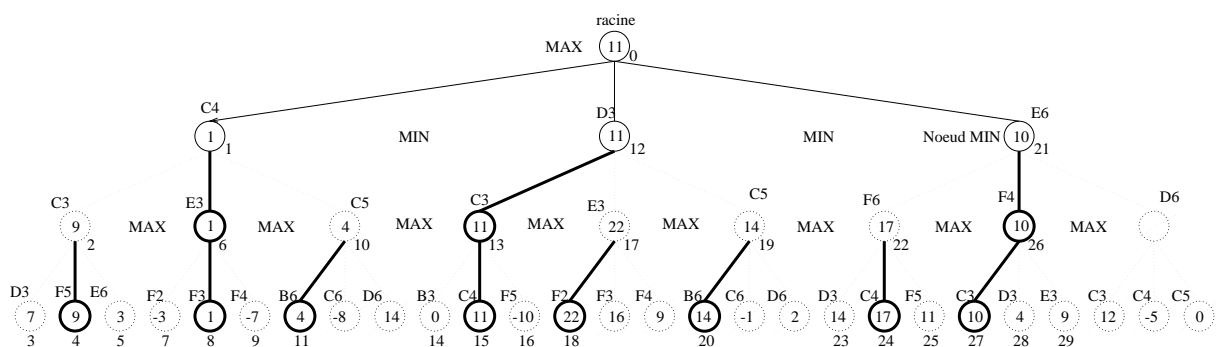 racine
MAX 11 0
C4 D3 E6
1 1 MIN 11 12 MIN Noeud MIN 10 21
C3 E3 C5 C3 E3 C5 F6 F4 D6
9 2 MAX 1 6 MAX 4 10 MAX 11 13 MAX 22 17 MAX 14 19 MAX 17 22 MAX 10 26 MAX
D3 F5 E6 F2 F3 F4 B6 C6 D6 B3 C4 F5 F2 F3 F4 B6 C6 D6 D3 C4 F5 C3 D3 E3 C3 C4 C5
7 9 3 -3 1 -7 4 -8 14 0 11 -10 22 16 9 14 -1 2 14 17 11 10 4 9 12 -5 0
3 4 5 7 8 9 11 14 15 16 18 20 23 24 25 27 28 29